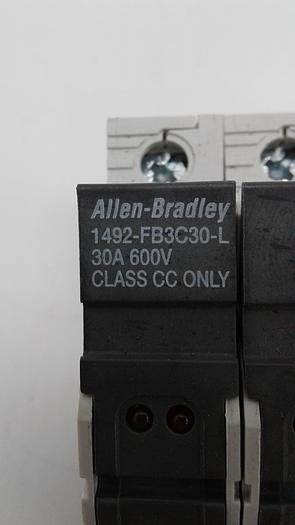 Allen-Bradley
1492-FB3C30-L
30A 600V
CLASS CC ONLY